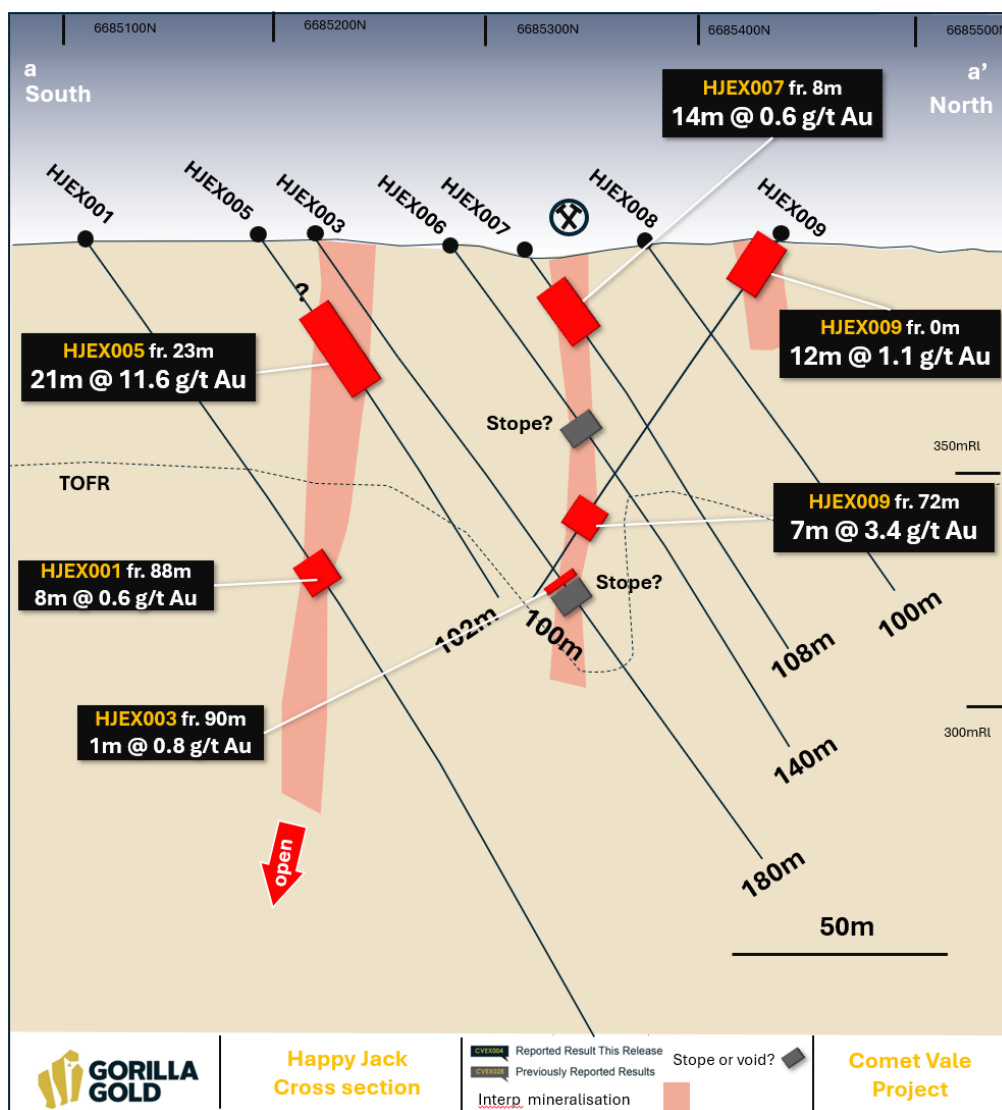 6685100N
6685200N
6685300N
6685400N
6685500N
a
South
a'
North
HJEX007 fr. 8m
14m @ 0.6 g/t Au
HJEX001
HJEX005
HJEX003
HJEX006
HJEX007
HJEX008
HJEX009
?
HJEX005 fr. 23m
21m @ 11.6 g/t Au
HJEX009 fr. 0m
12m @ 1.1 g/t Au
Stope?
350mRl
TOFR
HJEX009 fr. 72m
7m @ 3.4 g/t Au
HJEX001 fr. 88m
8m @ 0.6 g/t Au
Stope?
102m
100m
100m
108m
HJEX003 fr. 90m
1m @ 0.8 g/t Au
300mRl
140m
open
180m
50m
GORILLA
GOLD
Happy Jack
Cross section
CVEX004 Reported Result This Release
CVEX028 Previously Reported Results
Interp mineralisation
Stope or void?
Comet Vale
Project